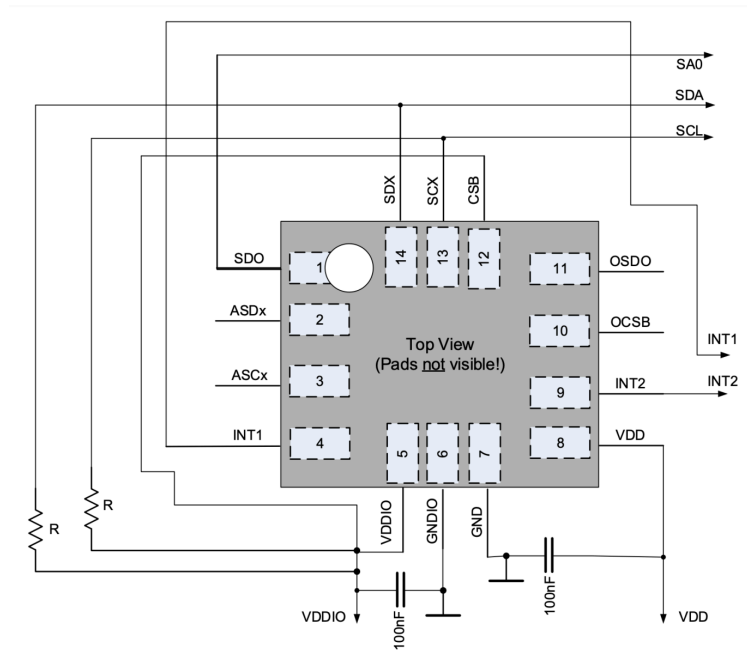 SA0
SDA
SCL
SDX
SCX
CSB
SDO
1
14
13
12
11
OSDO
ASDx
2
10
OCSB
Top View
(Pads not visible!)
INT1
ASCx
3
INT2
9
INT2
INT1
4
5
6
7
8
VDD
VDDIO
GNDIO
GND
R
R
100nF
100nF
VDDIO
VDD